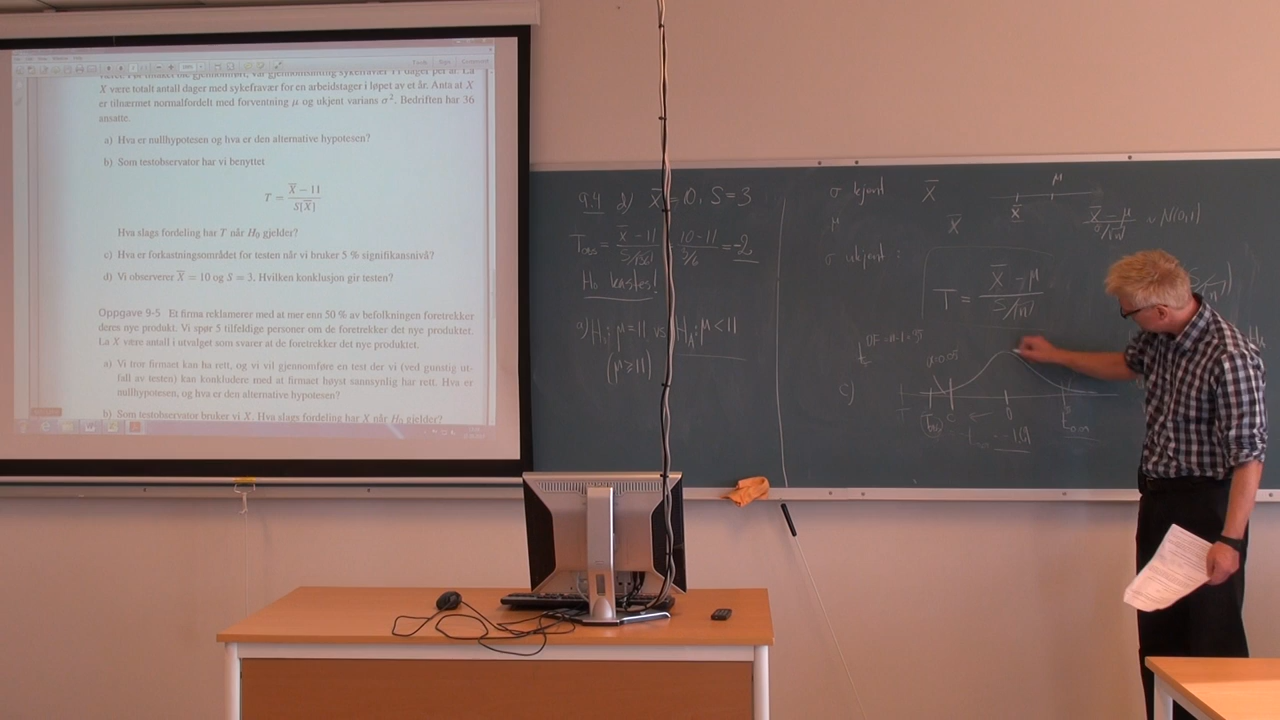 X være totalt antall dager med sykefravær for en arbeidstager i løpet av et år. Anta at X
er tilnærmet normalfordelt med forventning μ og ukjent varians σ². Bedriften har 36
ansatte.
a) Hva er nullhypotesen og hva er den alternative hypotesen?
b) Som testobservator har vi benyttet
T = (X̄ − 11) / S[X̄]
Hva slags fordeling har T når H₀ gjelder?
c) Hva er forkastningsområdet for testen når vi bruker 5 % signifikansnivå?
d) Vi observerer X̄ = 10 og S = 3. Hvilken konklusjon gir testen?
Oppgave 9-5 Et firma reklamerer med at mer enn 50 % av befolkningen foretrekker
deres nye produkt. Vi spør 5 tilfeldige personer om de foretrekker det nye produktet.
La X være antall i utvalget som svarer at de foretrekker det nye produktet.
a) Vi tror firmaet kan ha rett, og vi vil gjennomføre en test der vi (ved gunstig ut-
fall av testen) kan konkludere med at firmaet høyst sannsynlig har rett. Hva er
nullhypotesen, og hva er den alternative hypotesen?
b) Som testobservator bruker vi X. Hva slags fordeling har X når H₀ gjelder?
9.4 d) X̄ = 10, S = 3
T_obs = (X̄ − 11) / (S/√36) = (10 − 11) / (3/6) = −2
H₀ kastes!
a) H₀: μ = 11 vs H_A: μ < 11
(μ ≥ 11)
σ kjent X̄
μ
X̄
μ X̄
(X̄ − μ) / (σ/√n) ~ N(0,1)
σ ukjent:
T = (X̄ − μ) / (S/√n)
DF = n−1 = 35
α = 0.05
c)
T_obs C 0